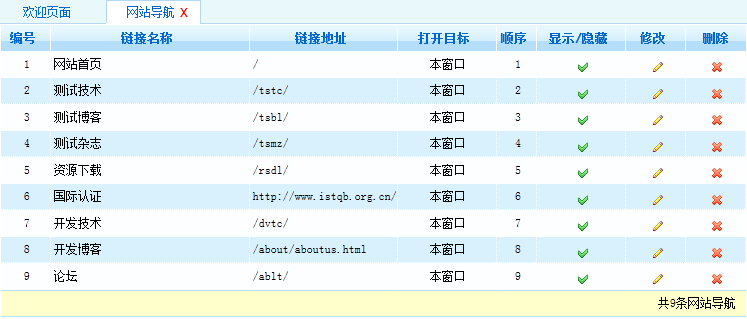 欢迎页面 网站导航 X
编号 链接名称 链接地址 打开目标 顺序 显示/隐藏 修改 删除
1 网站首页 / 本窗口 1
2 测试技术 /tstc/ 本窗口 2
3 测试博客 /tsbl/ 本窗口 3
4 测试杂志 /tsmz/ 本窗口 4
5 资源下载 /rsdl/ 本窗口 5
6 国际认证 http://www.istqb.org.cn/ 本窗口 6
7 开发技术 /dvtc/ 本窗口 7
8 开发博客 /about/aboutus.html 本窗口 8
9 论坛 /ablt/ 本窗口 9
共9条网站导航